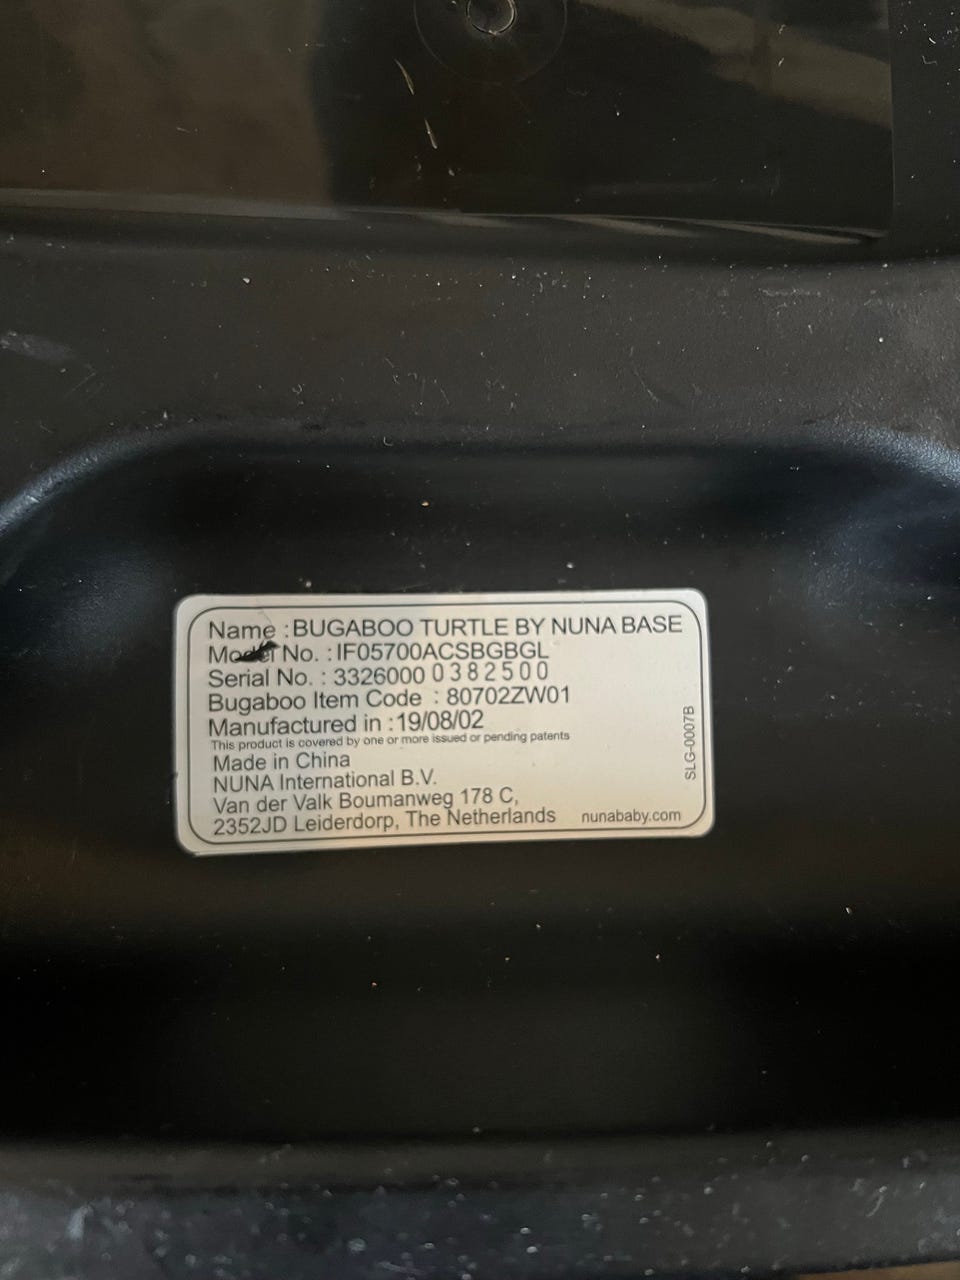 Name : BUGABOO TURTLE BY NUNA BASE
Model No. : IF05700ACSBGBGL
Serial No. : 3326000 0382500
Bugaboo Item Code : 80702ZW01
Manufactured in : 19/08/02
This product is covered by one or more issued or pending patents
Made in China
NUNA International B.V.
Van der Valk Boumanweg 178 C,
2352JD Leiderdorp, The Netherlands
nunababy.com
SLG-0007B